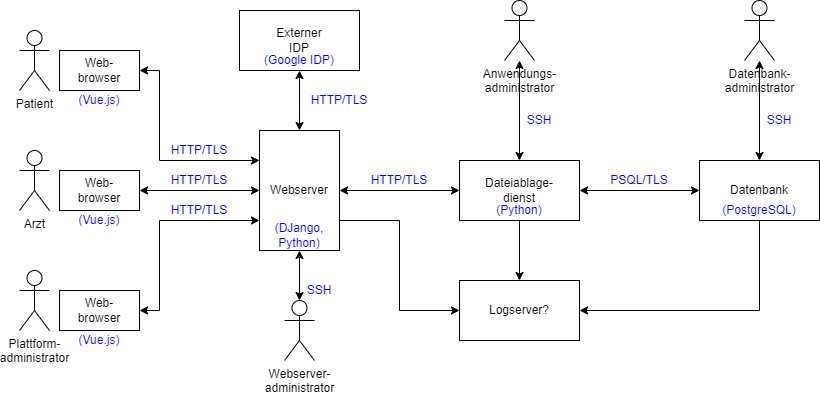 Externer
IDP
(Google IDP)
Web-
browser
(Vue.js)
Patient
HTTP/TLS
HTTP/TLS
Anwendungs-
administrator
SSH
Datenbank-
administrator
SSH
HTTP/TLS
Web-
browser
(Vue.js)
Arzt
HTTP/TLS
Webserver
(DJango,
Python)
HTTP/TLS
Dateiablage-
dienst
(Python)
PSQL/TLS
Datenbank
(PostgreSQL)
Web-
browser
(Vue.js)
Plattform-
administrator
HTTP/TLS
SSH
Webserver-
administrator
Logserver?